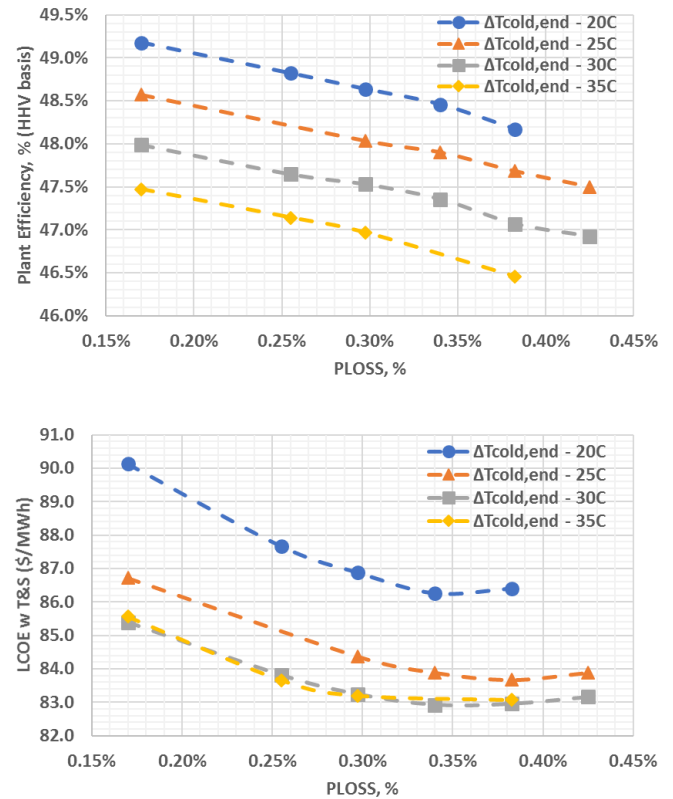 49.5%
49.0%
48.5%
48.0%
47.5%
47.0%
46.5%
46.0%
Plant Efficiency, % (HHV basis)
ΔTcold,end - 20C
ΔTcold,end - 25C
ΔTcold,end - 30C
ΔTcold,end - 35C
0.15% 0.20% 0.25% 0.30% 0.35% 0.40% 0.45%
PLOSS, %
91.0
90.0
89.0
88.0
87.0
86.0
85.0
84.0
83.0
82.0
LCOE w T&S ($/MWh)
ΔTcold,end - 20C
ΔTcold,end - 25C
ΔTcold,end - 30C
ΔTcold,end - 35C
0.15% 0.20% 0.25% 0.30% 0.35% 0.40% 0.45%
PLOSS, %